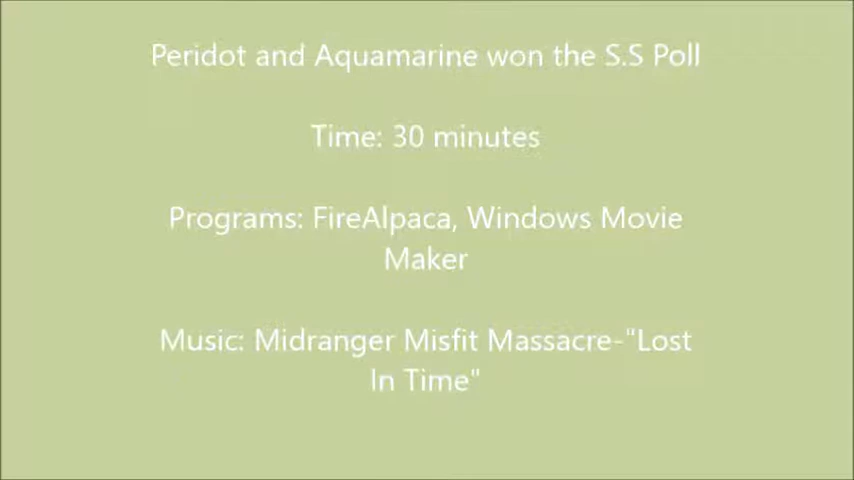 Peridot and Aquamarine won the S.S Poll
Time: 30 minutes
Programs: FireAlpaca, Windows Movie
Maker
Music: Midranger Misfit Massacre-"Lost
In Time"